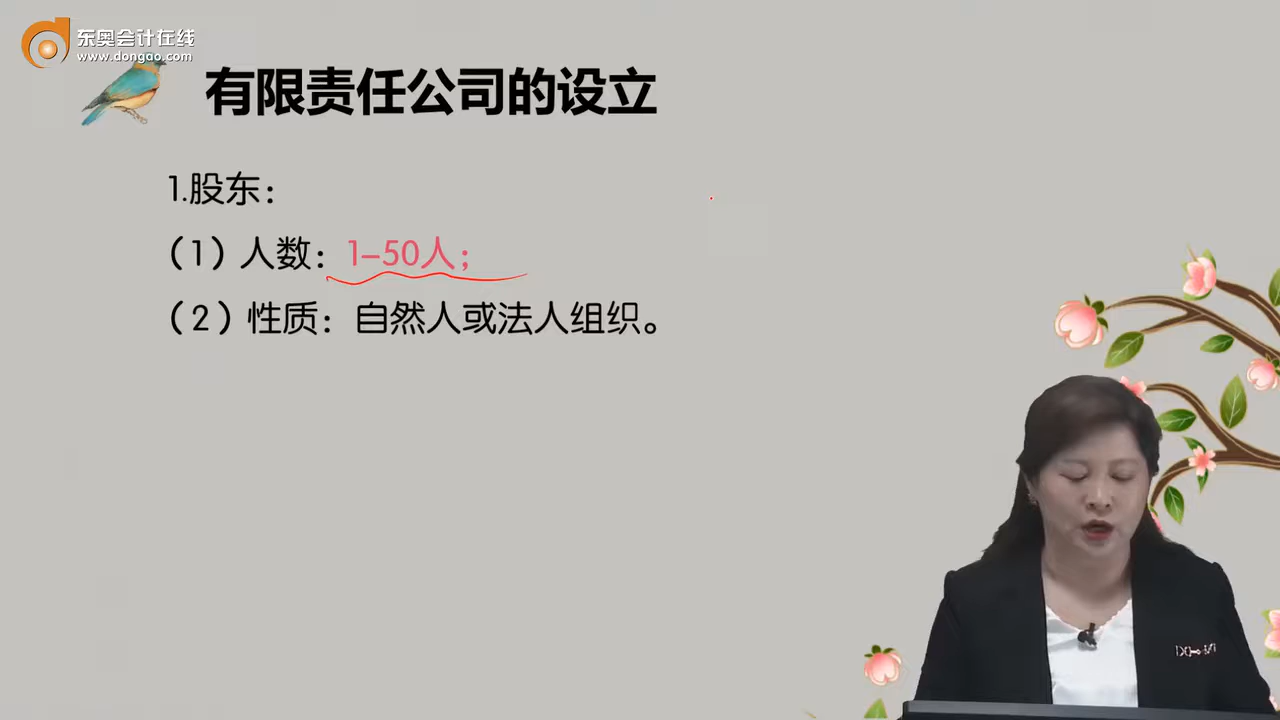 东奥会计在线
www.dongao.com
有限责任公司的设立
1.股东：
（1）人数：1–50人；
（2）性质：自然人或法人组织。